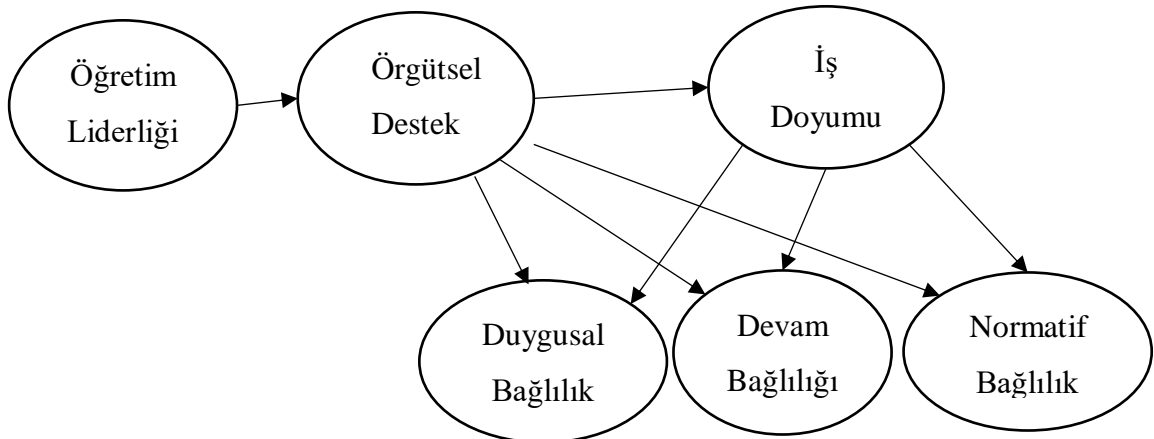 Öğretim
Liderliği
Örgütsel
Destek
İş
Doyumu
Duygusal
Bağlılık
Devam
Bağlılığı
Normatif
Bağlılık